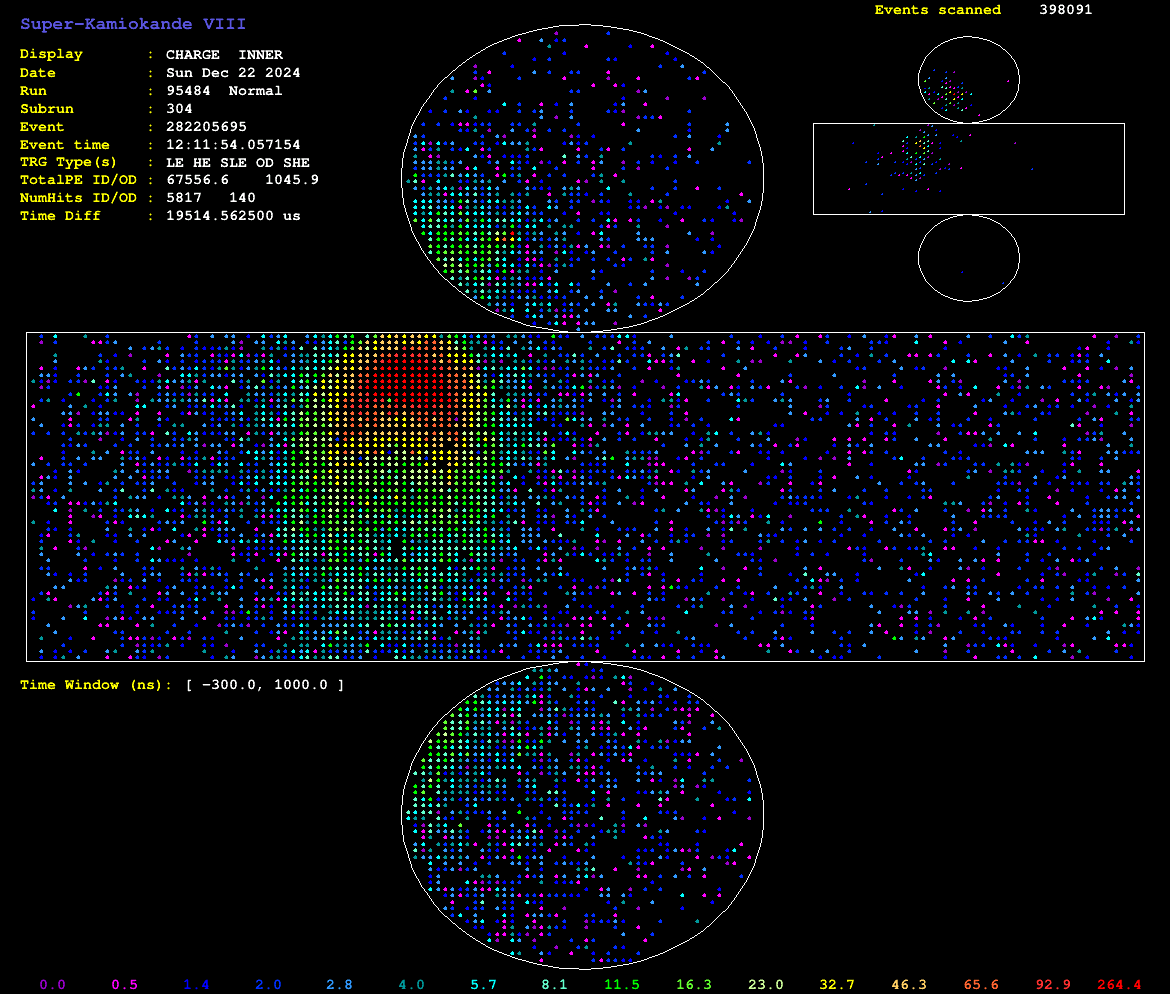 Super-Kamiokande VIII
Events scanned 398091
Display : CHARGE INNER
Date : Sun Dec 22 2024
Run : 95484 Normal
Subrun : 304
Event : 282205695
Event time : 12:11:54.057154
TRG Type(s) : LE HE SLE OD SHE
TotalPE ID/OD : 67556.6 1045.9
NumHits ID/OD : 5817 140
Time Diff : 19514.562500 us
Time Window (ns): [ -300.0, 1000.0 ]
0.0 0.5 1.4 2.0 2.8 4.0 5.7 8.1 11.5 16.3 23.0 32.7 46.3 65.6 92.9 264.4